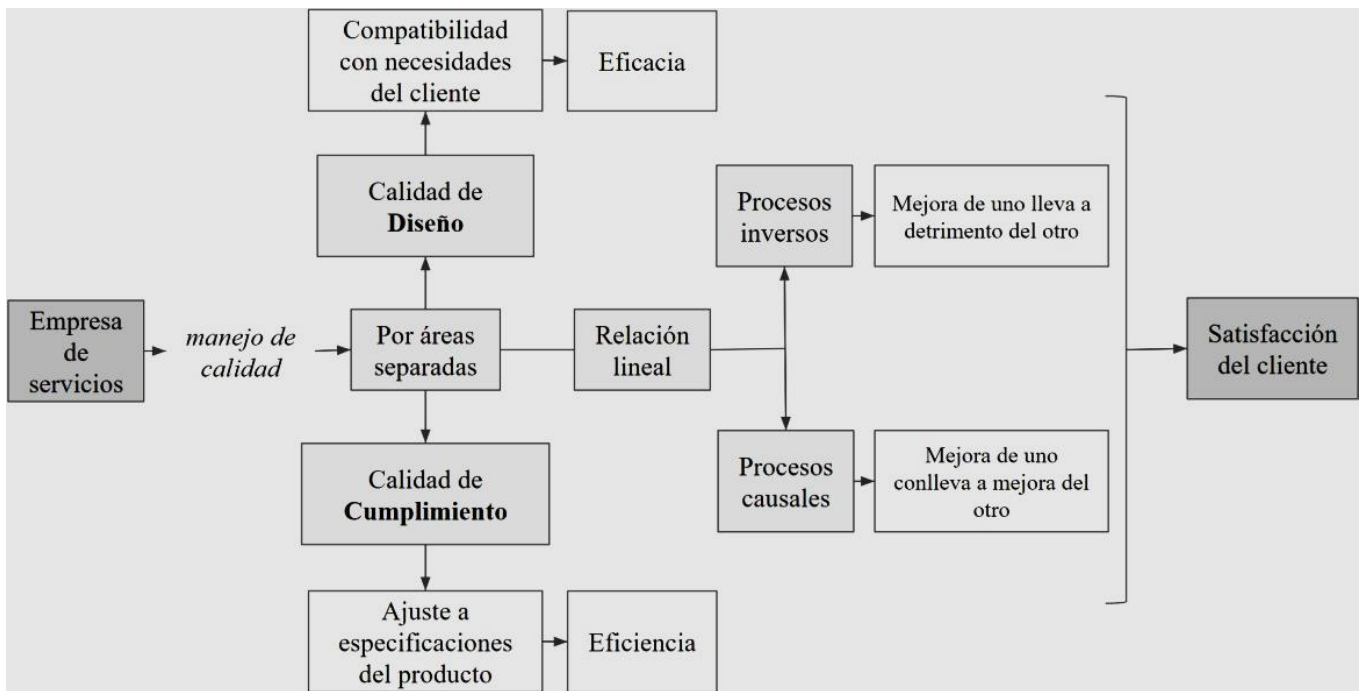 Compatibilidad
con necesidades
del cliente
Eficacia
Calidad de
Diseño
Procesos
inversos
Mejora de uno lleva a
detrimento del otro
Empresa
de
servicios
manejo de
calidad
Por áreas
separadas
Relación
lineal
Satisfacción
del cliente
Calidad de
Cumplimiento
Procesos
causales
Mejora de uno
conlleva a mejora del
otro
Ajuste a
especificaciones
del producto
Eficiencia